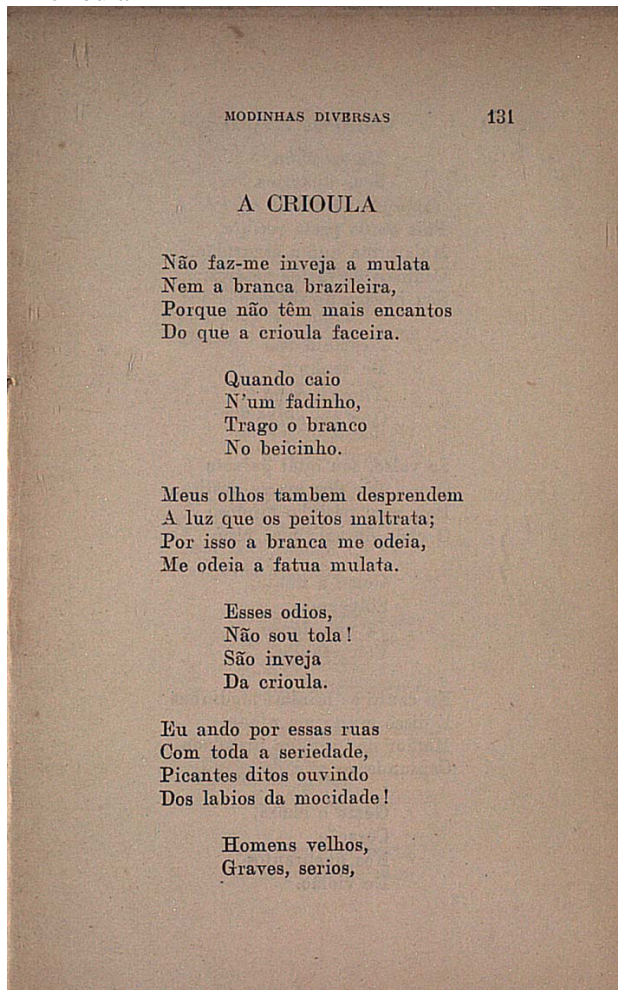 MODINHAS DIVERSAS 131
A CRIOULA
Não faz-me inveja a mulata
Nem a branca brazileira,
Porque não têm mais encantos
Do que a crioula faceira.
Quando caio
N'um fadinho,
Trago o branco
No beicinho.
Meus olhos tambem desprendem
A luz que os peitos maltrata;
Por isso a branca me odeia,
Me odeia a fatua mulata.
Esses odios,
Não sou tola!
São inveja
Da crioula.
Eu ando por essas ruas
Com toda a seriedade,
Picantes ditos ouvindo
Dos labios da mocidade!
Homens velhos,
Graves, serios,